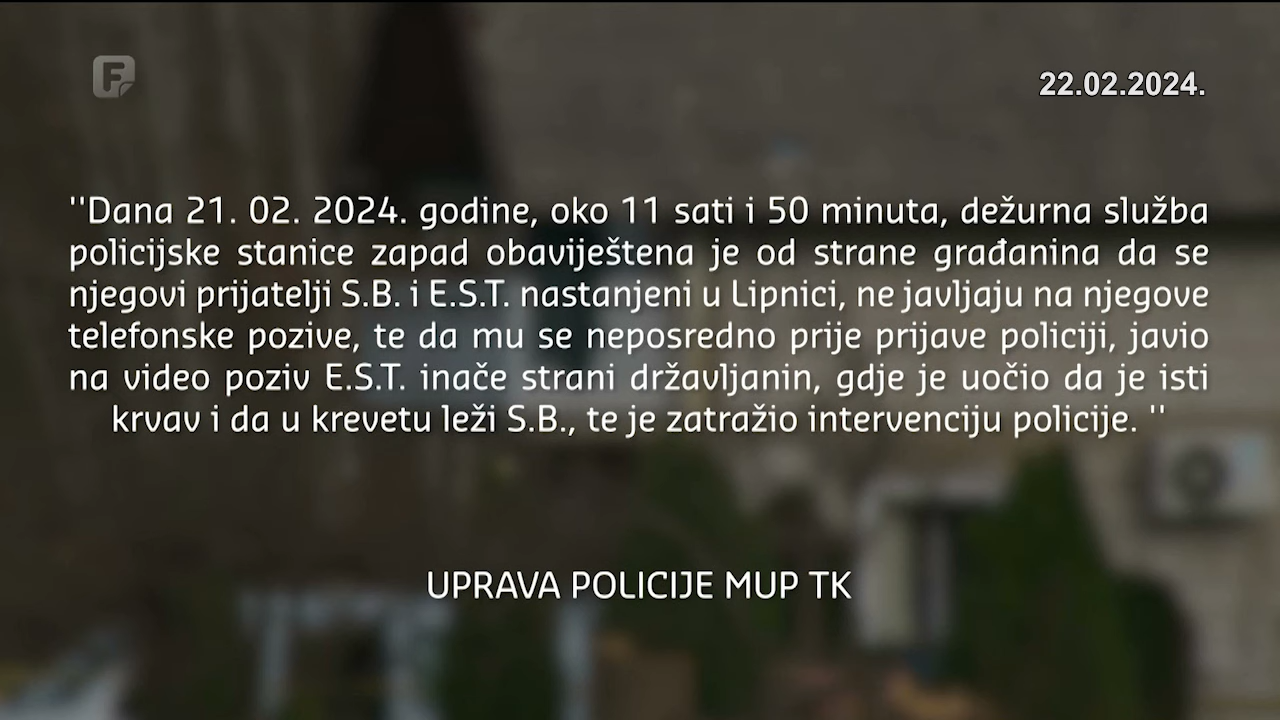 F
22.02.2024.
''Dana 21. 02. 2024. godine, oko 11 sati i 50 minuta, dežurna služba
policijske stanice zapad obaviještena je od strane građanina da se
njegovi prijatelji S.B. i E.S.T. nastanjeni u Lipnici, ne javljaju na njegove
telefonske pozive, te da mu se neposredno prije prijave policiji, javio
na video poziv E.S.T. inače strani državljanin, gdje je uočio da je isti
krvav i da u krevetu leži S.B., te je zatražio intervenciju policije. ''
UPRAVA POLICIJE MUP TK